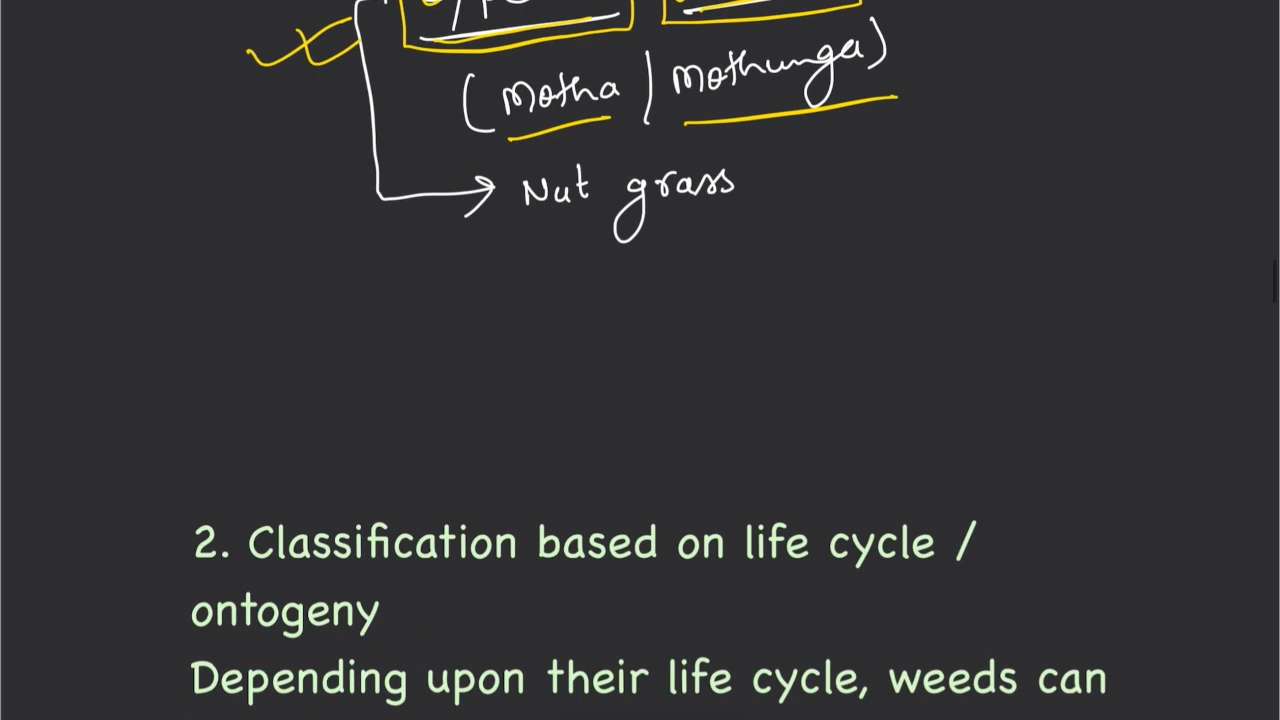 (Motha | Mothunga)
Nut grass
2. Classification based on life cycle /
ontogeny
Depending upon their life cycle, weeds can